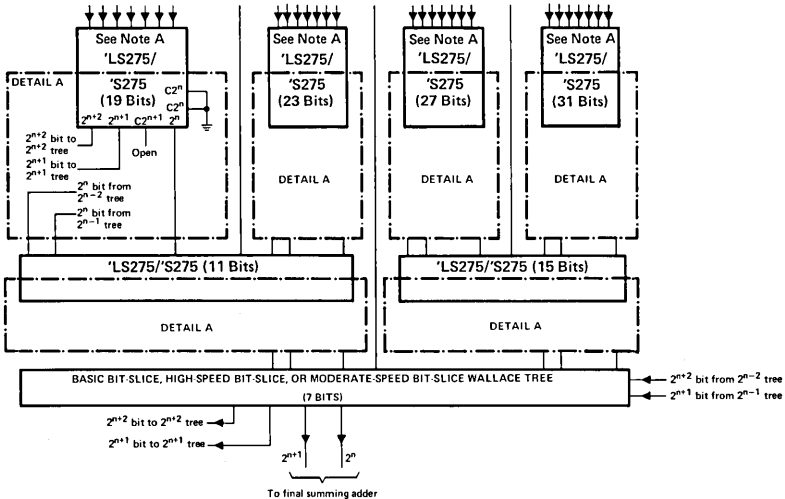 See Note A
'LS275/
'S275
(19 Bits)
DETAIL A
C2ⁿ
C2ⁿ
2ⁿ⁺² 2ⁿ⁺¹ C2ⁿ⁺¹ 2ⁿ
2ⁿ⁺² bit to
2ⁿ⁺² tree
2ⁿ⁺¹ bit to
2ⁿ⁺¹ tree
Open
2ⁿ bit from
2ⁿ⁻² tree
2ⁿ bit from
2ⁿ⁻¹ tree
See Note A
'LS275/
'S275
(23 Bits)
DETAIL A
See Note A
'LS275/
'S275
(27 Bits)
DETAIL A
See Note A
'LS275/
'S275
(31 Bits)
DETAIL A
'LS275/'S275 (11 Bits)
DETAIL A
'LS275/'S275 (15 Bits)
DETAIL A
BASIC BIT-SLICE, HIGH-SPEED BIT-SLICE, OR MODERATE-SPEED BIT-SLICE WALLACE TREE
(7 BITS)
2ⁿ⁺² bit from 2ⁿ⁻² tree
2ⁿ⁺¹ bit from 2ⁿ⁻¹ tree
2ⁿ⁺² bit to 2ⁿ⁺² tree
2ⁿ⁺¹ bit to 2ⁿ⁺¹ tree
2ⁿ⁺¹ 2ⁿ
To final summing adder